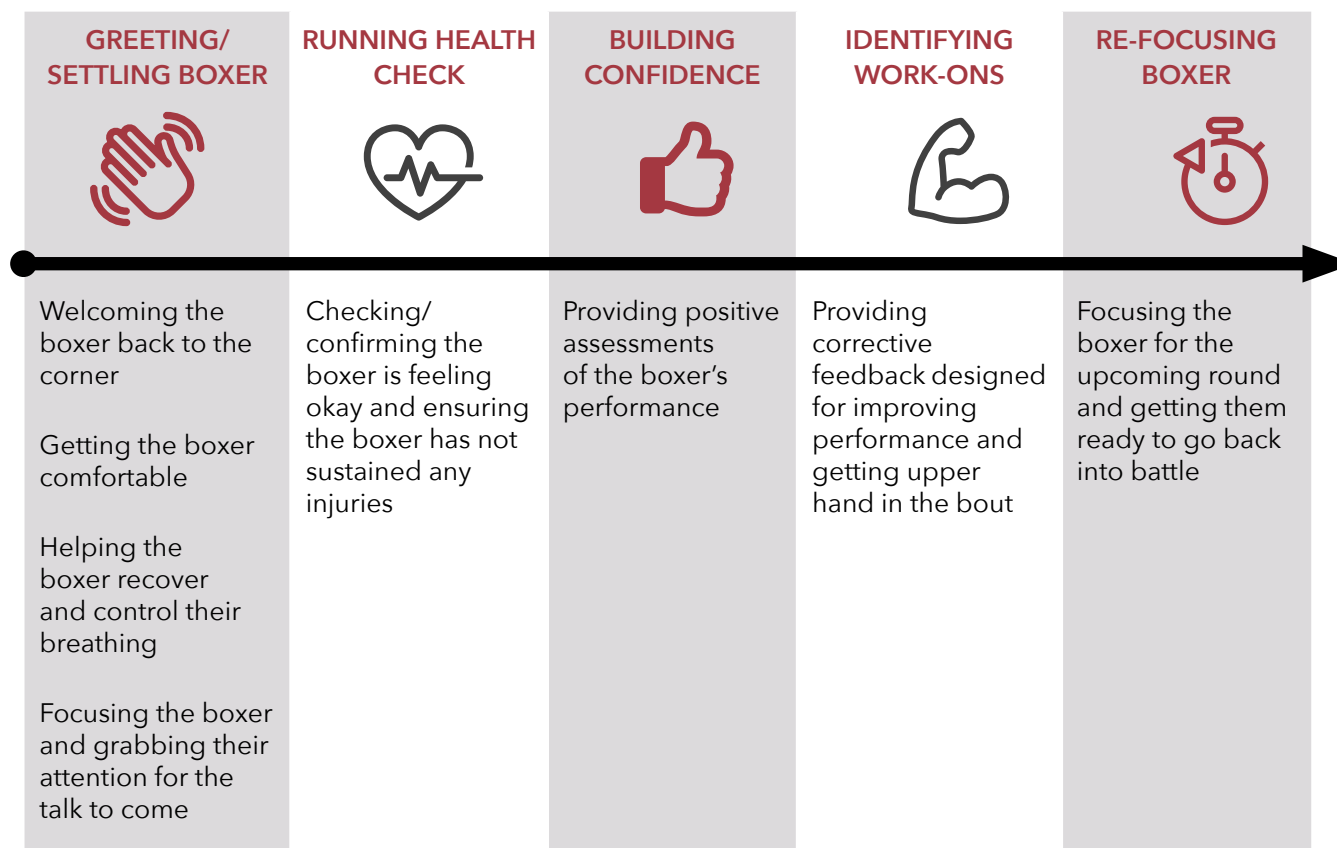 GREETING/
SETTLING BOXER
Welcoming the
boxer back to the
corner
Getting the boxer
comfortable
Helping the
boxer recover
and control their
breathing
Focusing the boxer
and grabbing their
attention for the
talk to come
RUNNING HEALTH
CHECK
Checking/
confirming the
boxer is feeling
okay and ensuring
the boxer has not
sustained any
injuries
BUILDING
CONFIDENCE
Providing positive
assessments
of the boxer’s
performance
IDENTIFYING
WORK-ONS
Providing
corrective
feedback designed
for improving
performance and
getting upper
hand in the bout
RE-FOCUSING
BOXER
Focusing the
boxer for the
upcoming round
and getting them
ready to go back
into battle